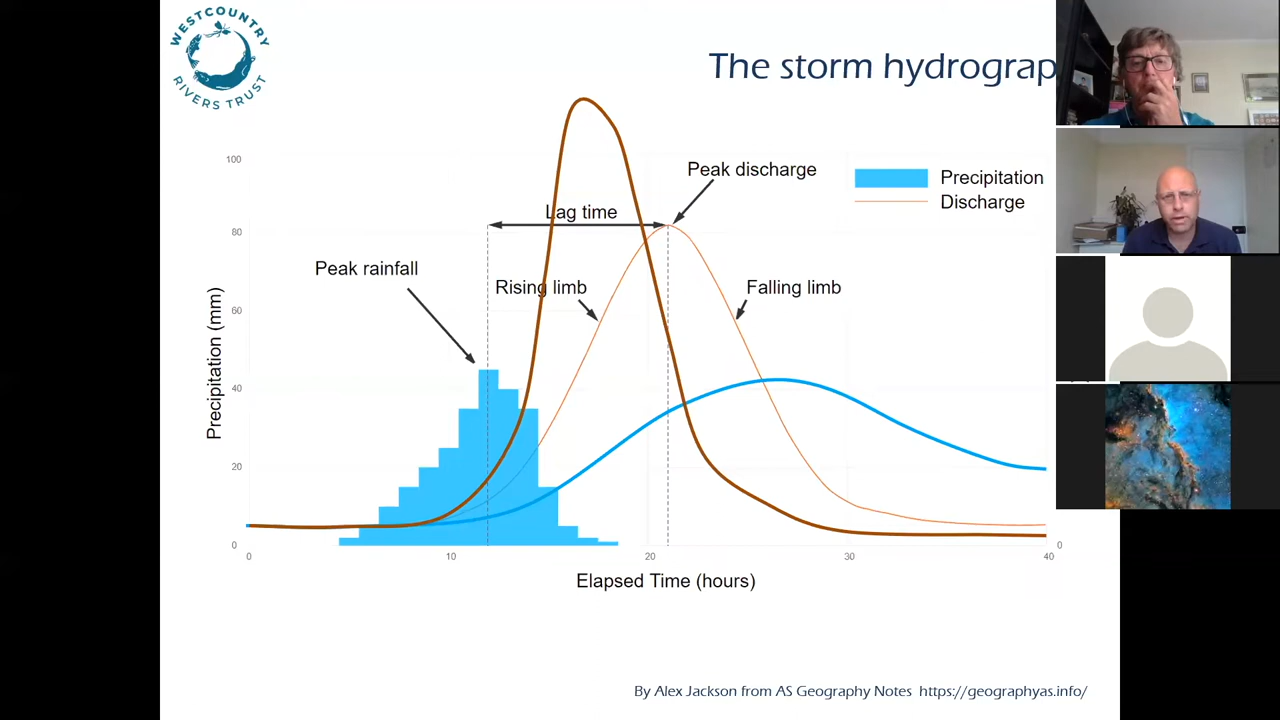 WESTCOUNTRY
RIVERS TRUST
The storm hydrograp
Peak discharge
Precipitation
Discharge
Lag time
Peak rainfall
Rising limb
Falling limb
Precipitation (mm)
100
80
60
40
20
0
0
10
20
30
40
0
Elapsed Time (hours)
By Alex Jackson from AS Geography Notes https://geographyas.info/